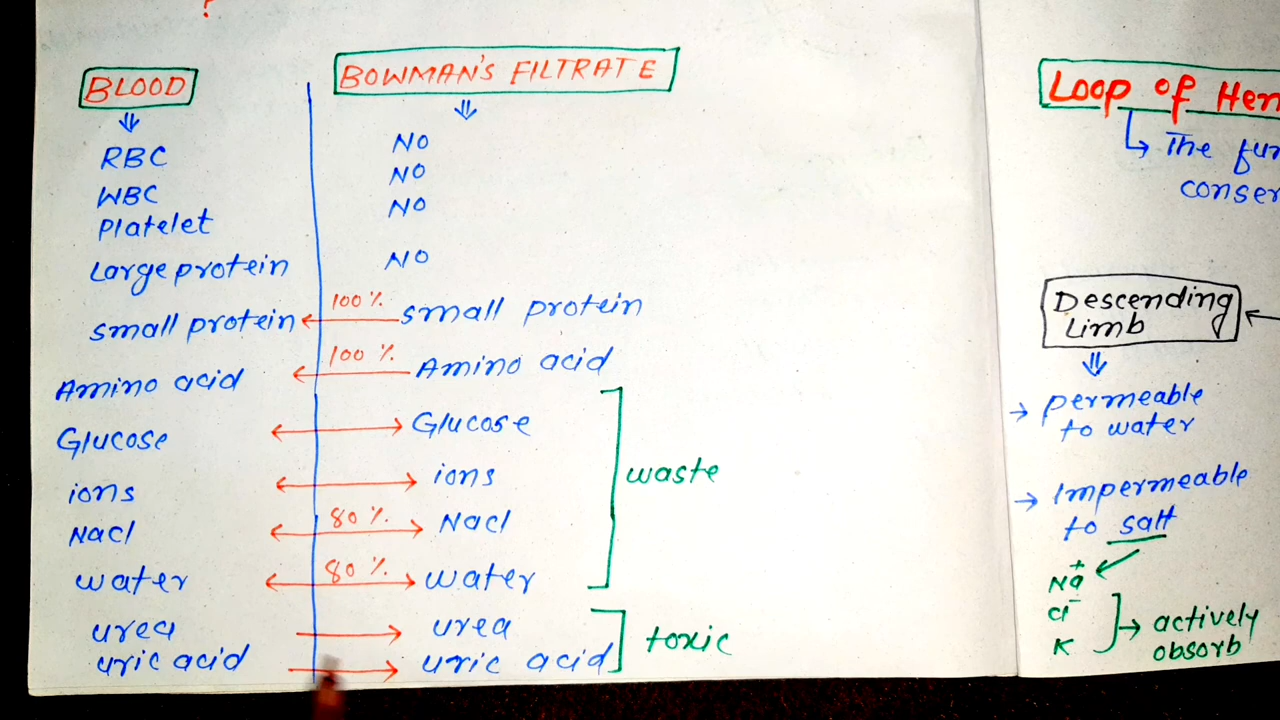 ?
BLOOD
RBC
WBC
Platelet
Large protein
small protein
Amino acid
Glucose
ions
Nacl
water
urea
uric acid
BOWMAN'S FILTRATE
NO
NO
NO
NO
100 % small protein
100 % Amino acid
Glucose
ions
80 % Nacl
80 % water
waste
urea
uric acid
toxic
Loop of Hen
The fun
conser
Descending
Limb
permeable
to water
Impermeable
to salt
Na+
Cl-
K
actively
absorb